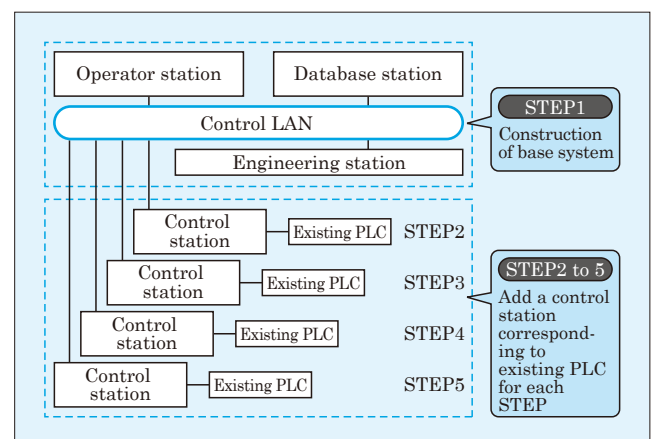 Operator station
Database station
Control LAN
Engineering station
STEP1
Construction
of base system
Control
station
Existing PLC
STEP2
Control
station
Existing PLC
STEP3
Control
station
Existing PLC
STEP4
Control
station
Existing PLC
STEP5
STEP2 to 5
Add a control
station
correspond-
ing to
existing PLC
for each
STEP